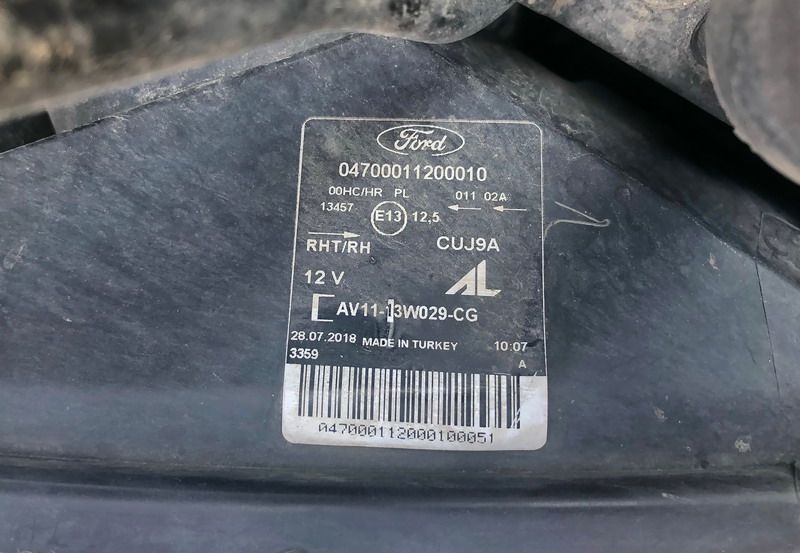 Ford
04700011200010
00HC/HR PL 011 02A
13457 E13 12,5
RHT/RH CUJ9A
12 V AL
AV11-13W029-CG
28.07.2018 MADE IN TURKEY 10:07
3359 A
047000112000100051